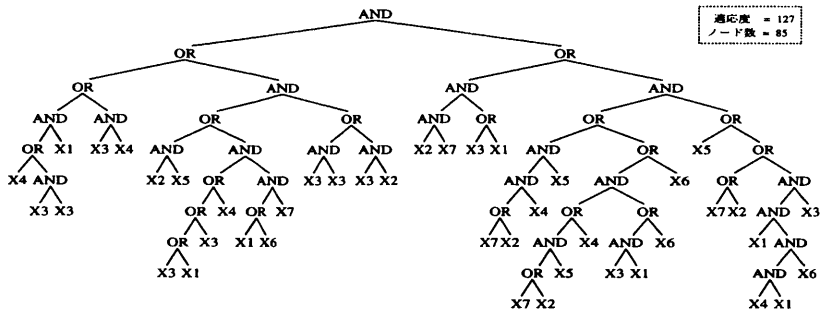 AND
適応度 = 127
ノード数 = 85
OR OR
OR AND AND AND
AND AND OR OR AND OR OR OR
OR X1 X3 X4 AND AND AND AND X2 X7 X3 X1 AND OR X5 OR
X4 AND X2 X5 OR AND X3 X3 X3 X2 AND X5 AND X6 OR AND
X3 X3 OR X4 OR X7 OR X4 OR OR X7 X2 AND X3
OR X3 X1 X6 X7 X2 AND X4 AND X6 X1 AND
X3 X1 OR X5 X3 X1 AND X6
X7 X2 X4 X1